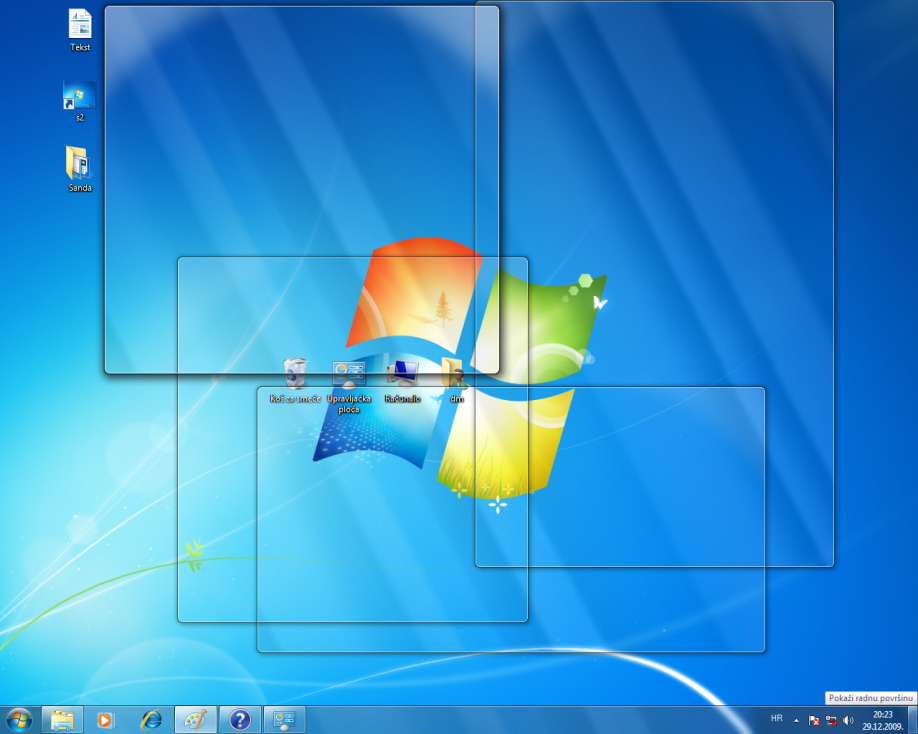 Tekst
s2
Sanda
Koš za smeće
Upravljačka
ploča
Računalo
dm
Pokaži radnu površinu
HR
20:23
29.12.2009.